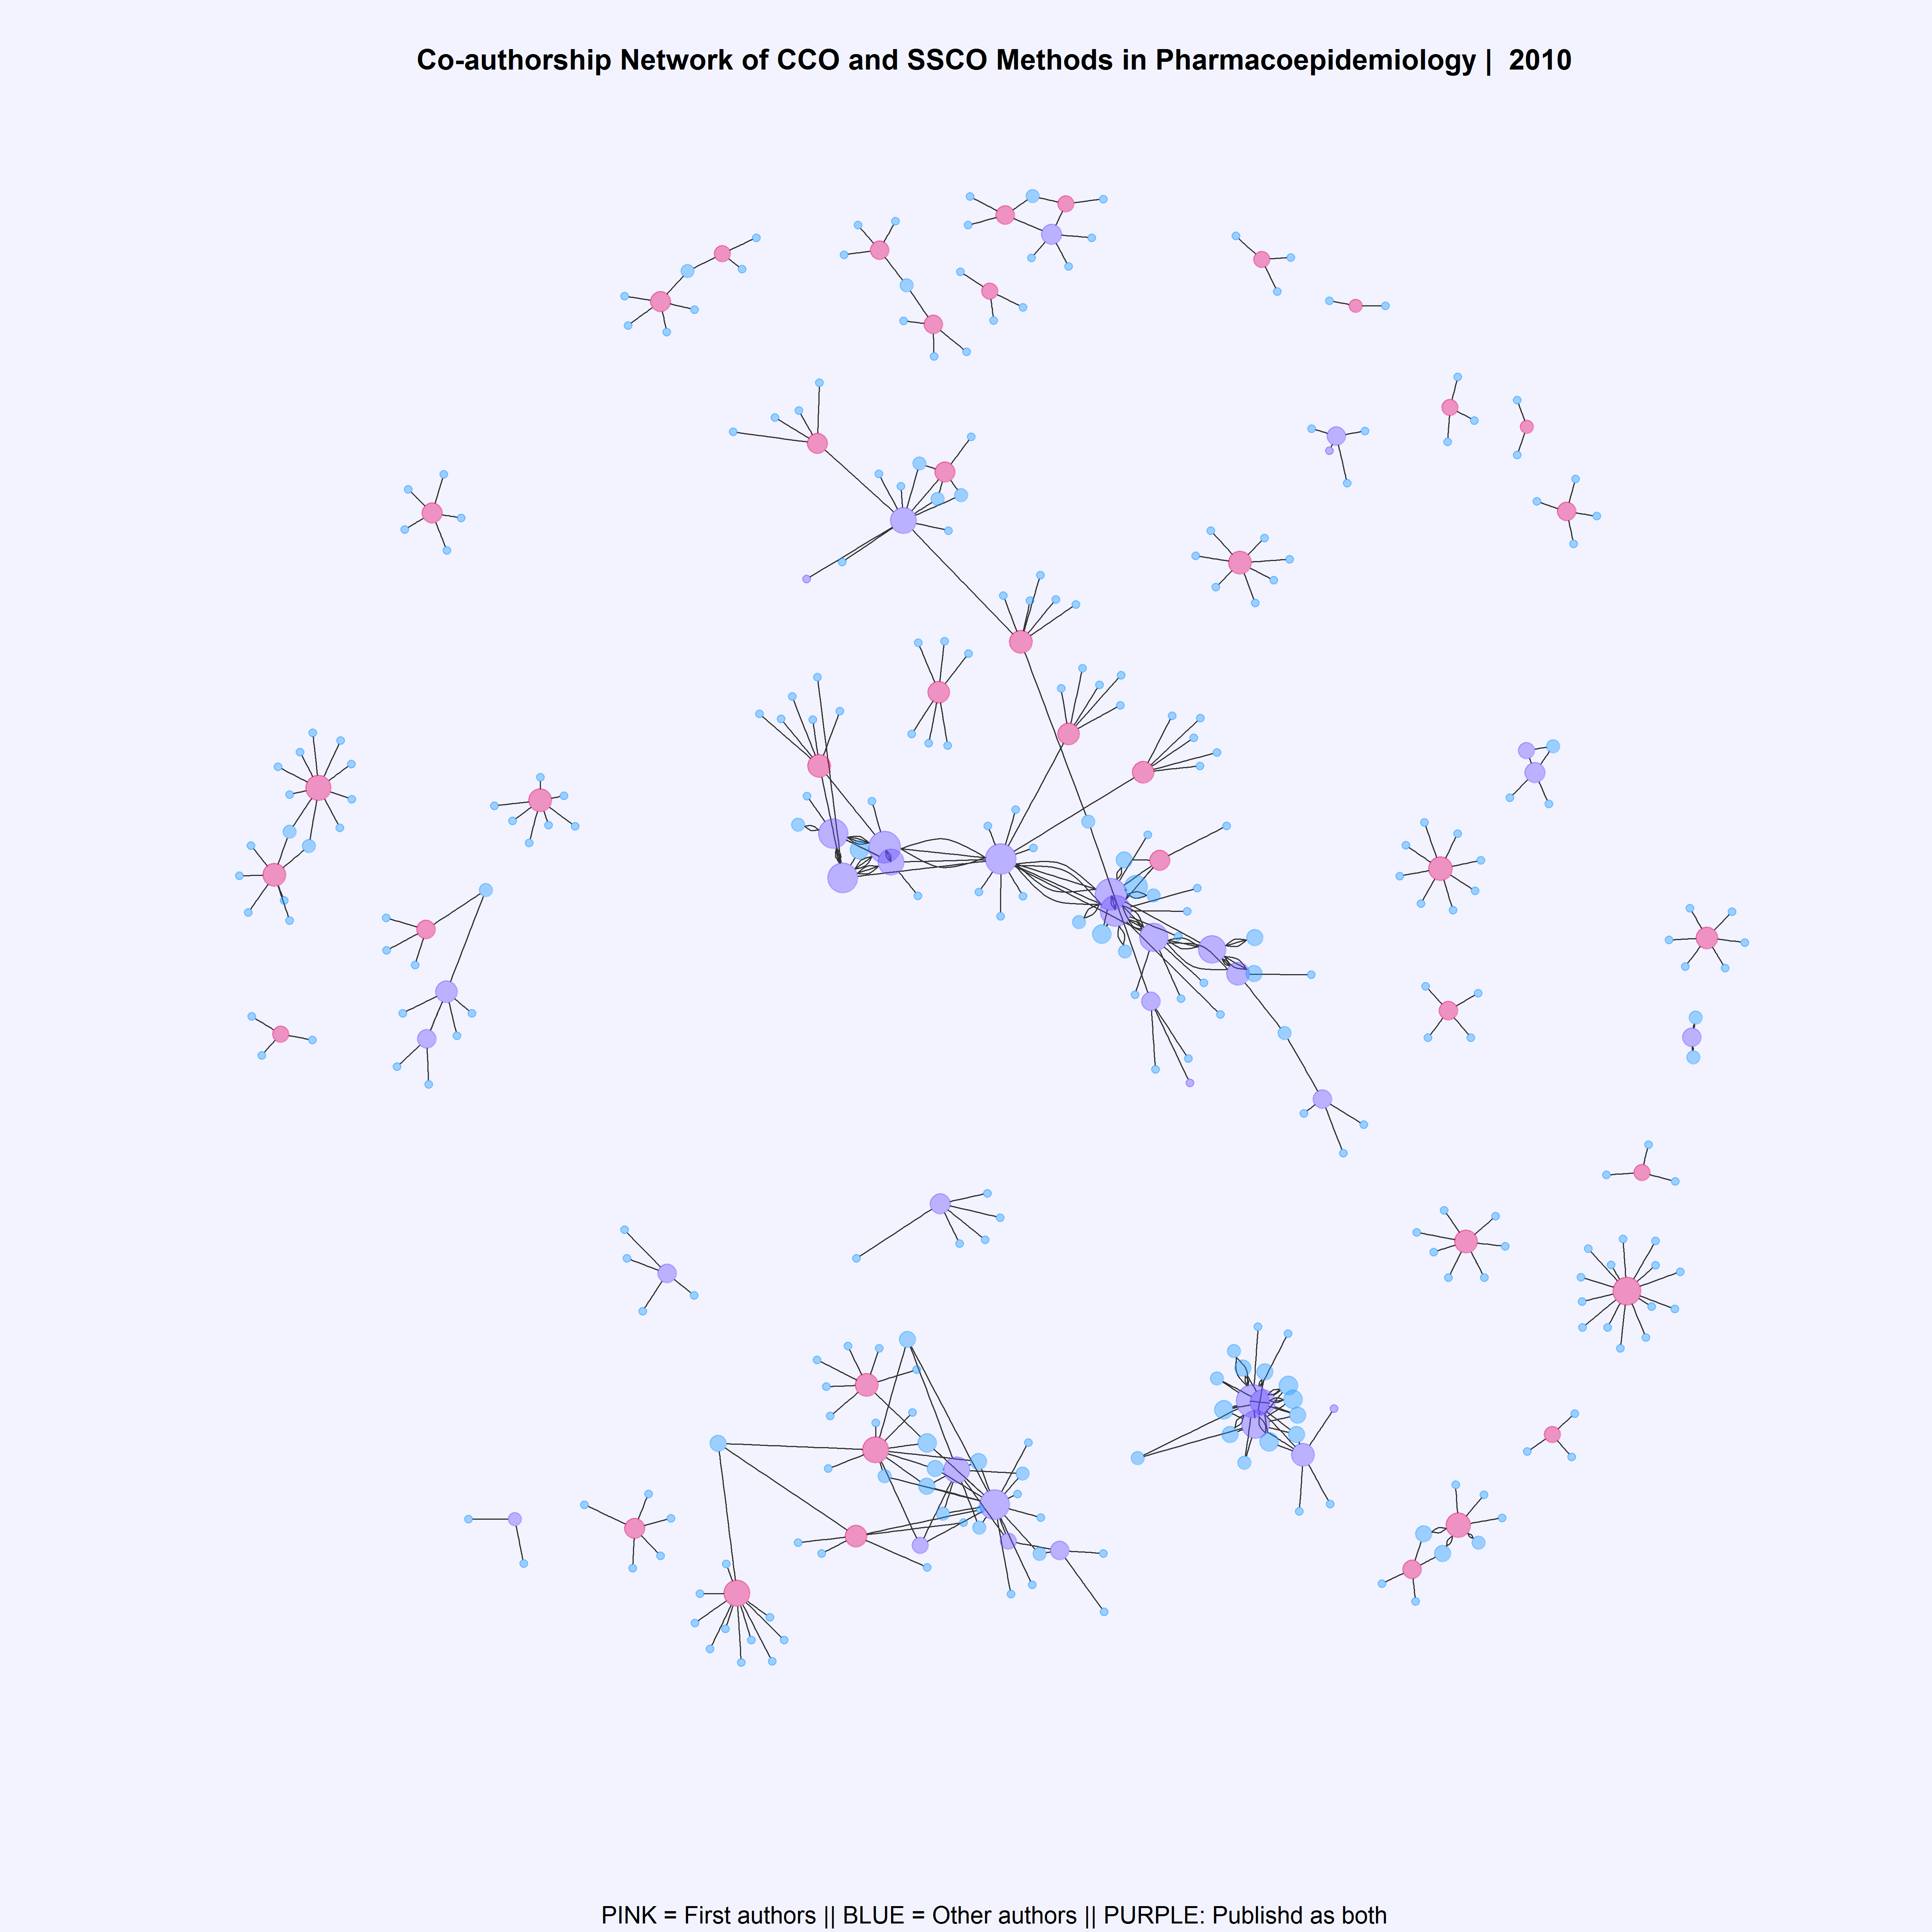 Co-authorship Network of CCO and SSCO Methods in Pharmacoepidemiology |  2010
PINK = First authors || BLUE = Other authors || PURPLE: Publishd as both